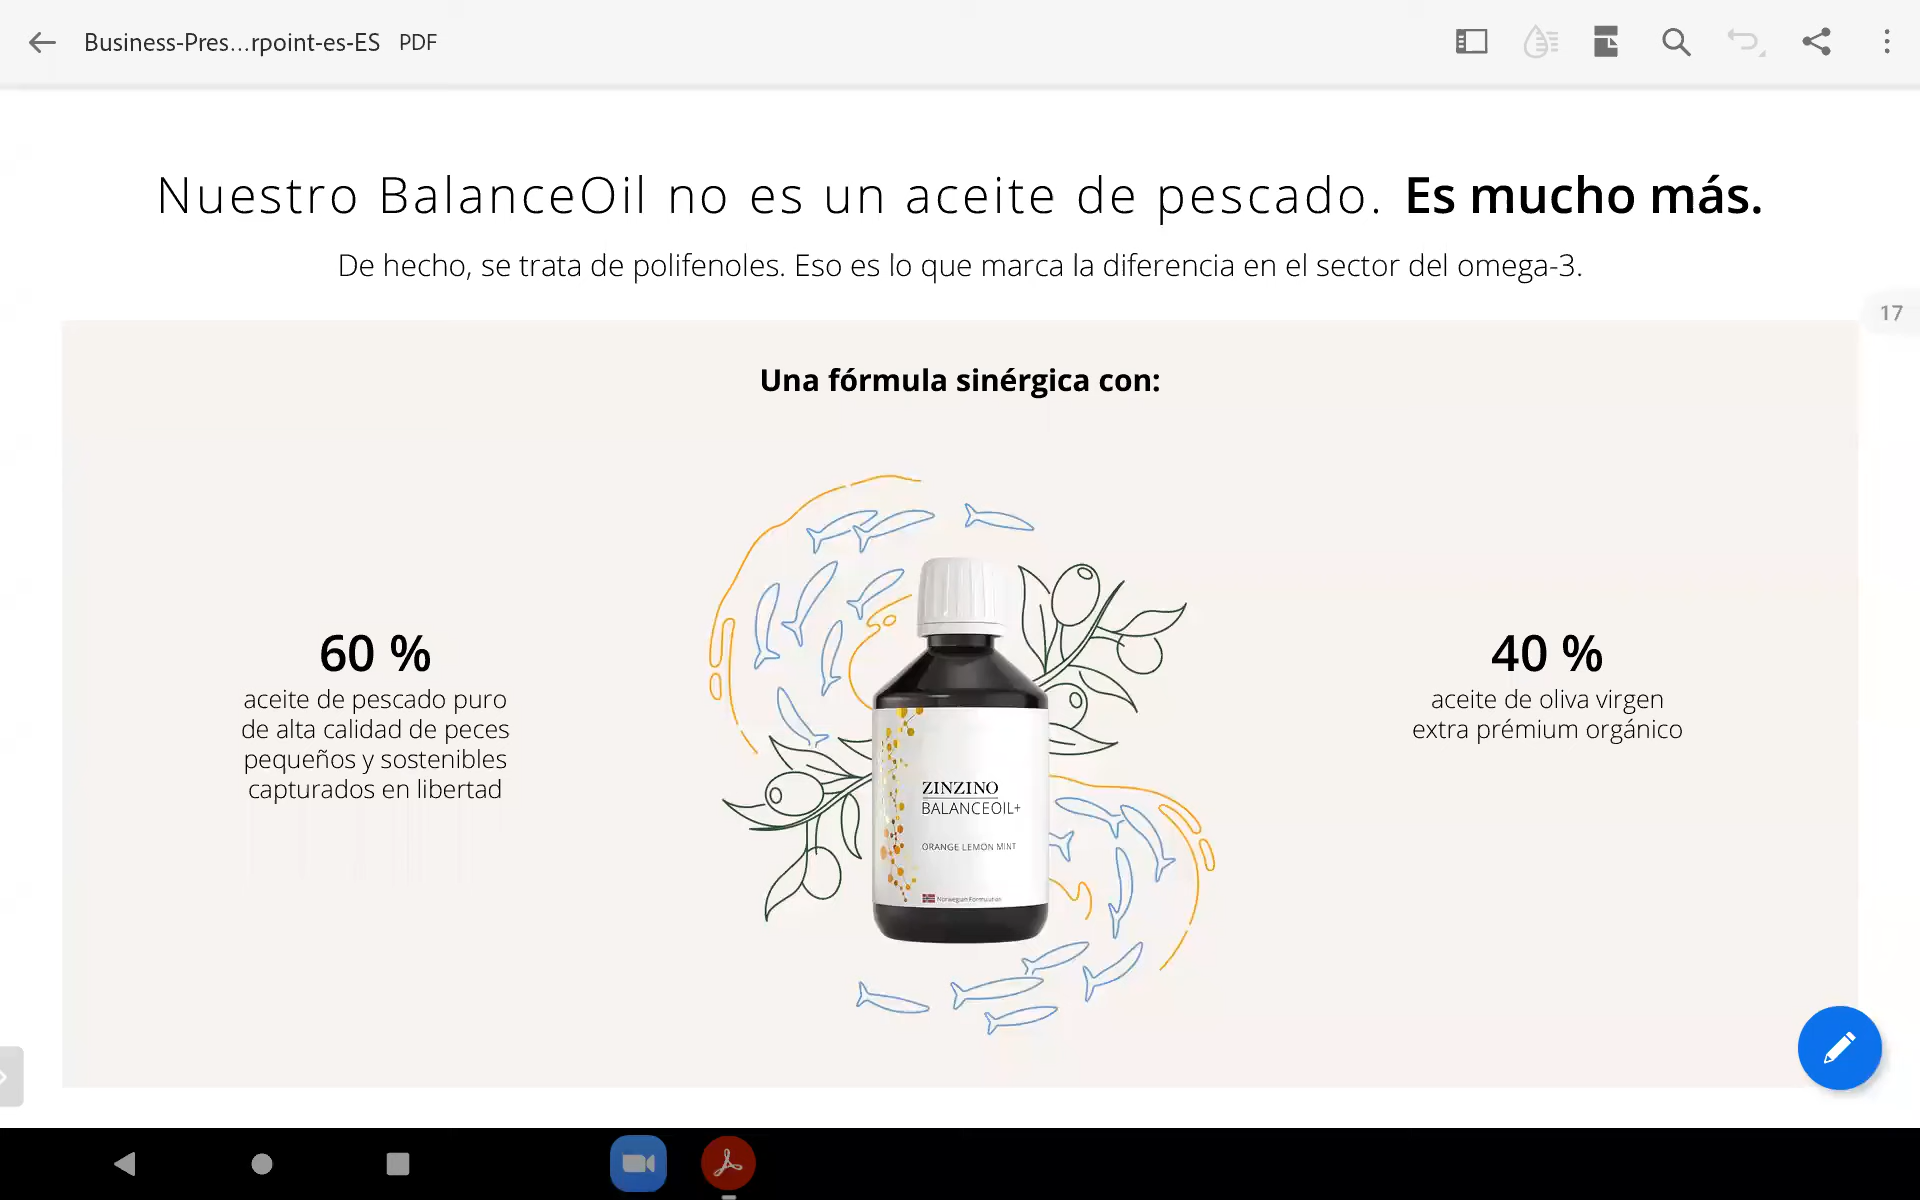 Business-Pres...rpoint-es-ES PDF
Nuestro BalanceOil no es un aceite de pescado. Es mucho más.
De hecho, se trata de polifenoles. Eso es lo que marca la diferencia en el sector del omega-3.
17
Una fórmula sinérgica con:
60 %
aceite de pescado puro
de alta calidad de peces
pequeños y sostenibles
capturados en libertad
ZINZINO
BALANCEOIL+
ORANGE LEMON MINT
Norwegian Formulation
40 %
aceite de oliva virgen
extra prémium orgánico